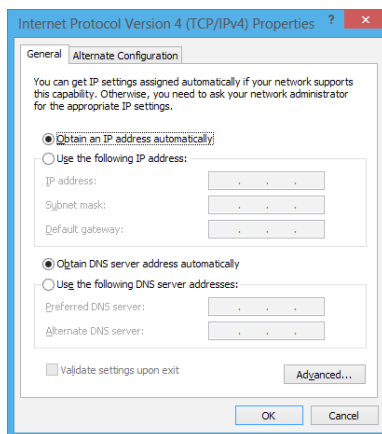 Internet Protocol Version 4 (TCP/IPv4) Properties ? ×
General Alternate Configuration
You can get IP settings assigned automatically if your network supports
this capability. Otherwise, you need to ask your network administrator
for the appropriate IP settings.
Obtain an IP address automatically
Use the following IP address:
IP address: . . .
Subnet mask: . . .
Default gateway: . . .
Obtain DNS server address automatically
Use the following DNS server addresses:
Preferred DNS server: . . .
Alternate DNS server: . . .
Validate settings upon exit
Advanced...
OK Cancel